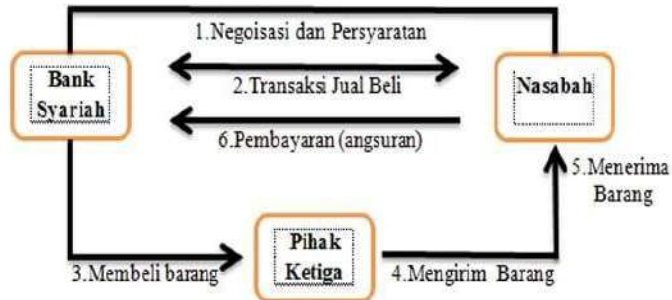 1.Negoisasi dan Persyaratan
Bank
Syariah
2.Transaksi Jual Beli
Nasabah
6.Pembayaran (angsuran)
5.Menerima
Barang
3.Membeli barang
Pihak
Ketiga
4.Mengirim Barang